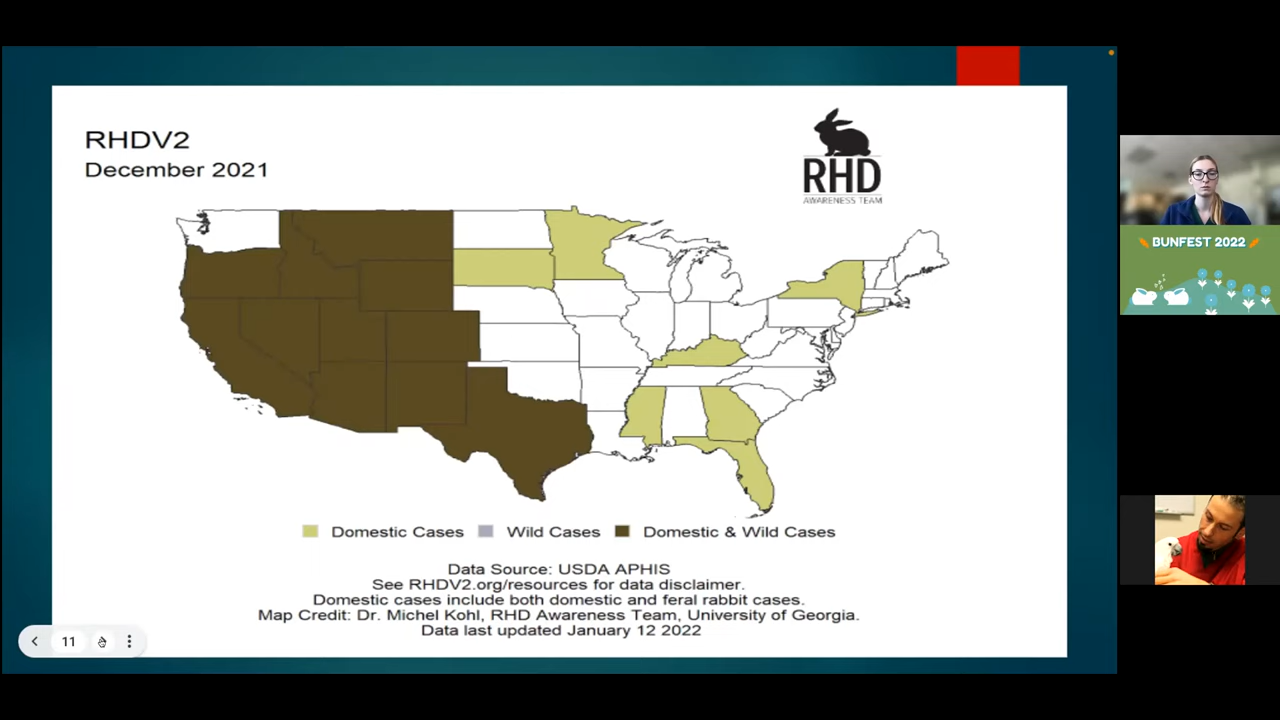 RHDV2
December 2021
RHD
AWARENESS TEAM
BUNFEST 2022
Domestic Cases
Wild Cases
Domestic & Wild Cases
Data Source: USDA APHIS
See RHDV2.org/resources for data disclaimer.
Domestic cases include both domestic and feral rabbit cases.
Map Credit: Dr. Michel Kohl, RHD Awareness Team, University of Georgia.
Data last updated January 12 2022
11